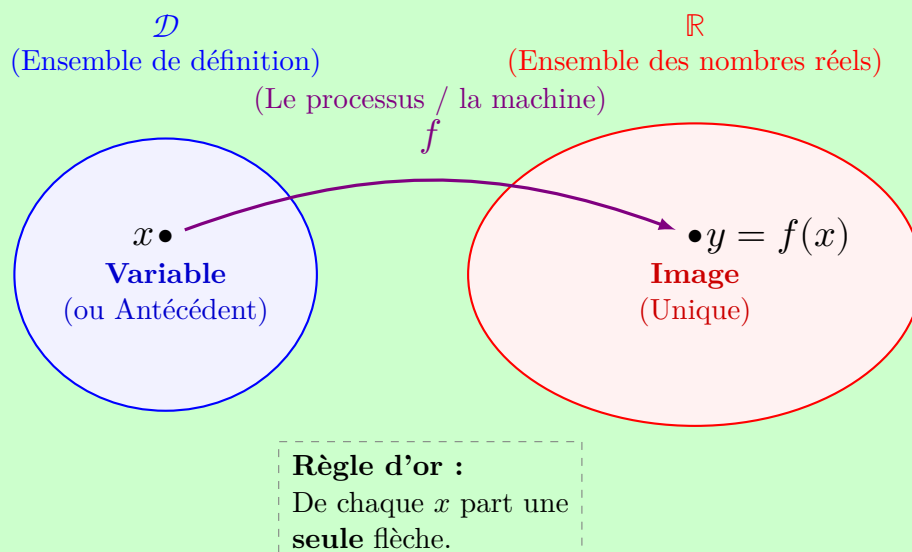 𝒟
(Ensemble de définition)
ℝ
(Ensemble des nombres réels)
(Le processus / la machine)
f
x
Variable
(ou Antécédent)
y = f(x)
Image
(Unique)
Règle d'or :
De chaque x part une
seule flèche.